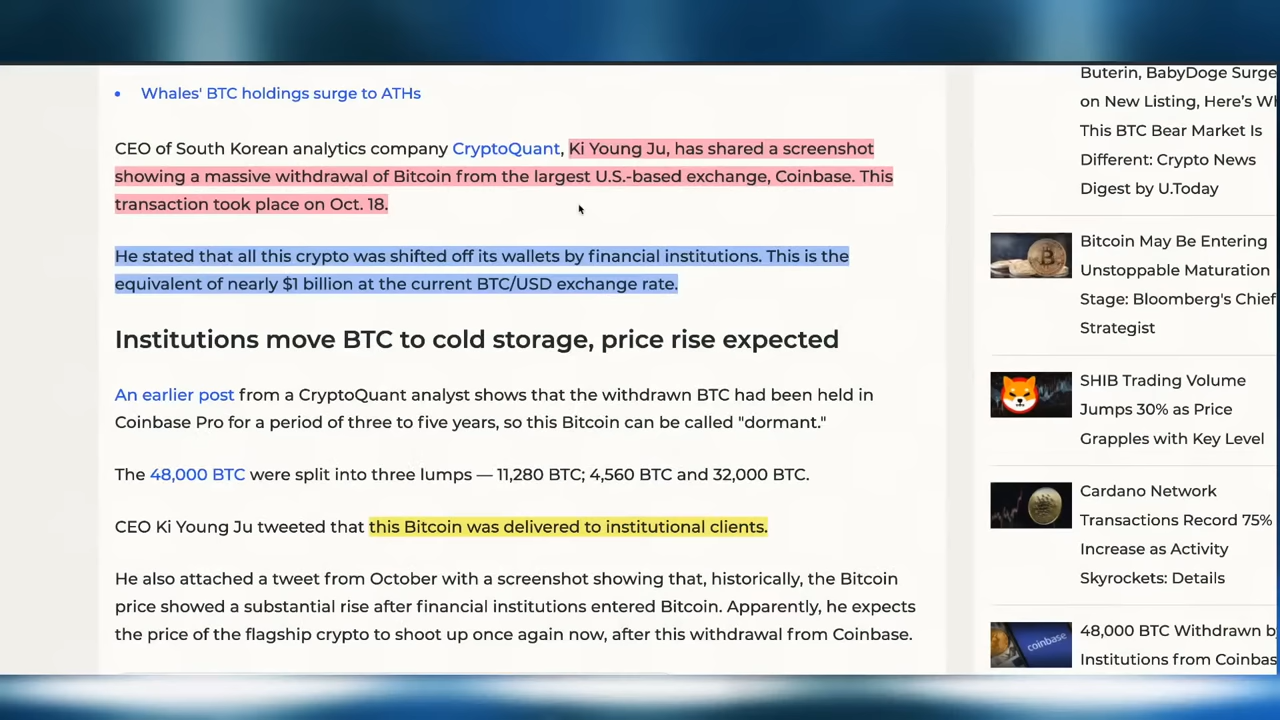 Whales' BTC holdings surge to ATHs
CEO of South Korean analytics company CryptoQuant, Ki Young Ju, has shared a screenshot
showing a massive withdrawal of Bitcoin from the largest U.S.-based exchange, Coinbase. This
transaction took place on Oct. 18.
He stated that all this crypto was shifted off its wallets by financial institutions. This is the
equivalent of nearly $1 billion at the current BTC/USD exchange rate.
Institutions move BTC to cold storage, price rise expected
An earlier post from a CryptoQuant analyst shows that the withdrawn BTC had been held in
Coinbase Pro for a period of three to five years, so this Bitcoin can be called "dormant."
The 48,000 BTC were split into three lumps — 11,280 BTC; 4,560 BTC and 32,000 BTC.
CEO Ki Young Ju tweeted that this Bitcoin was delivered to institutional clients.
He also attached a tweet from October with a screenshot showing that, historically, the Bitcoin
price showed a substantial rise after financial institutions entered Bitcoin. Apparently, he expects
the price of the flagship crypto to shoot up once again now, after this withdrawal from Coinbase.
Buterin, BabyDoge Surge
on New Listing, Here's
This BTC Bear Market Is
Different: Crypto News
Digest by U.Today
Bitcoin May Be Entering
Unstoppable Maturation
Stage: Bloomberg's Chief
Strategist
SHIB Trading Volume
Jumps 30% as Price
Grapples with Key Level
Cardano Network
Transactions Record 75%
Increase as Activity
Skyrockets: Details
coinbase
48,000 BTC Withdrawn
Institutions from